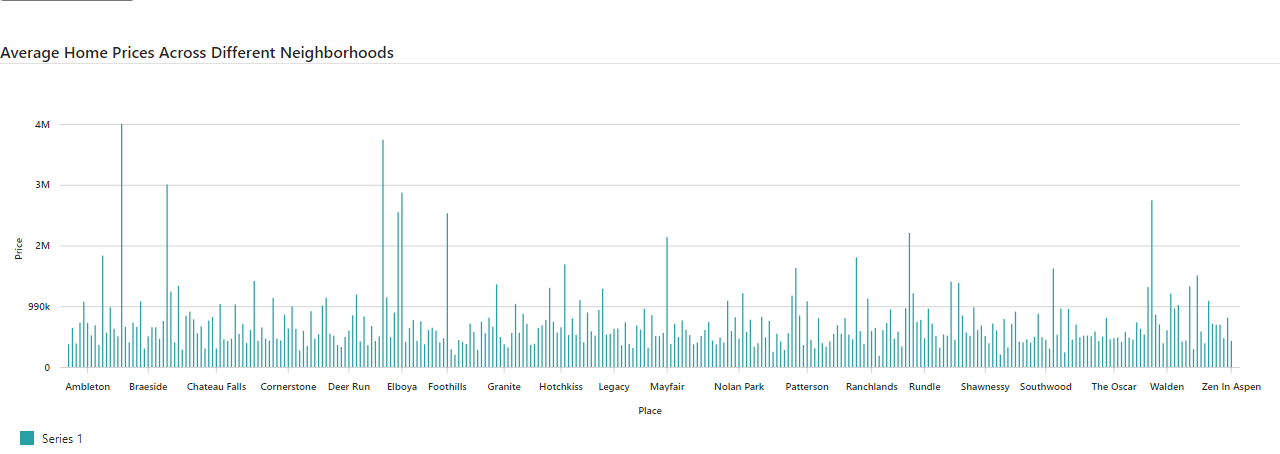 Average Home Prices Across Different Neighborhoods
4M
3M
2M
990k
0
Price
Ambleton Braeside Chateau Falls Cornerstone Deer Run Elboya Foothills Granite Hotchkiss Legacy Mayfair Nolan Park Patterson Ranchlands Rundle Shawnessy Southwood The Oscar Walden Zen In Aspen
Place
Series 1